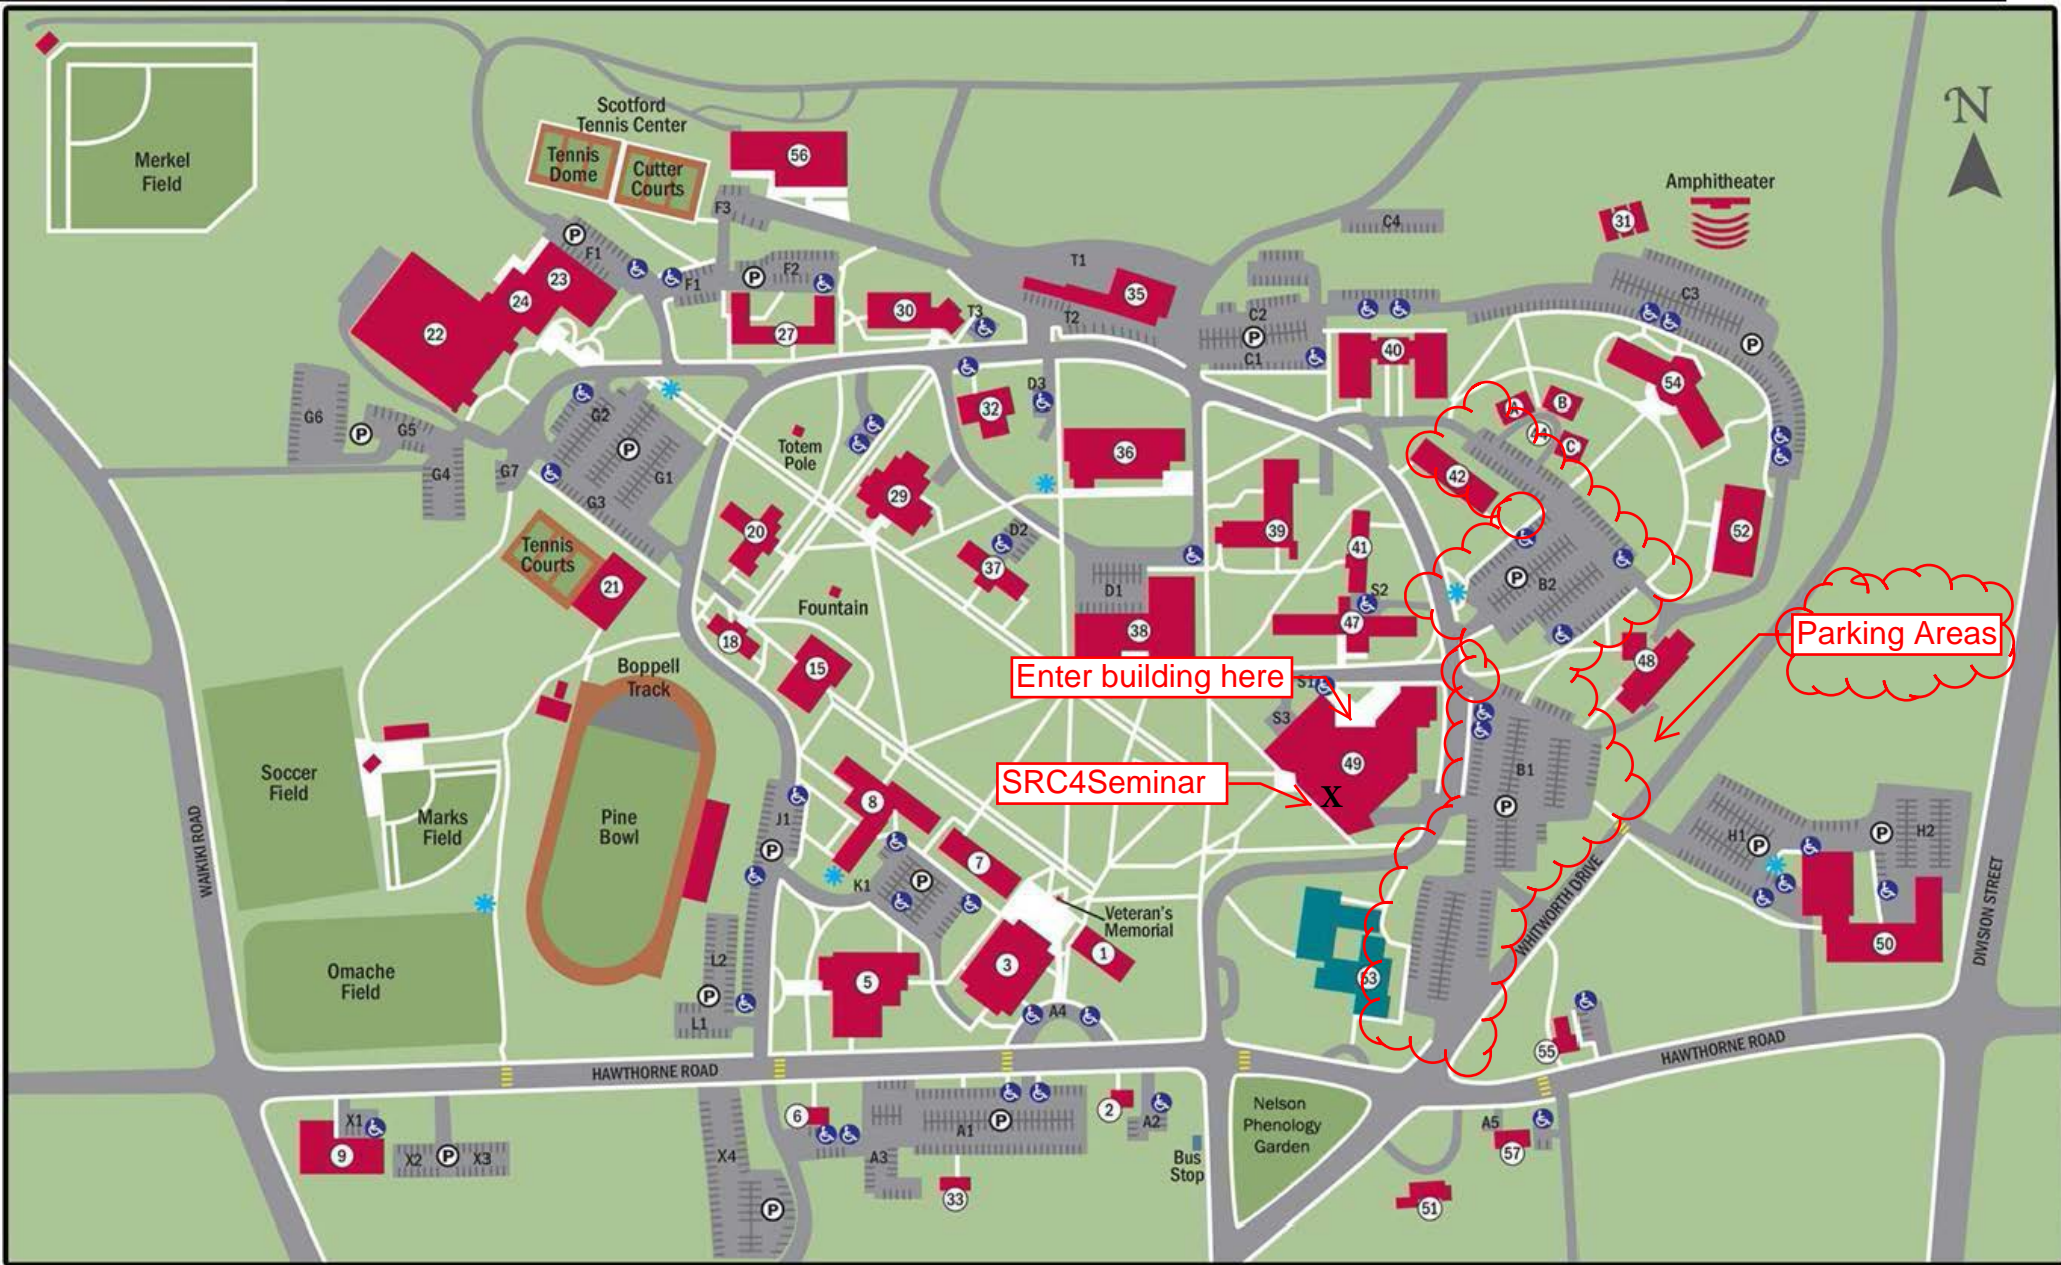 N
Scotford
Tennis Center
Tennis
Dome
Cutter
Courts
56
Merkel
Field
Amphitheater
31
F3
C4
P
F1
23
24
22
F1
P
F2
27
30
T3
T1
35
T2
C2
P
C1
40
C3
P
54
G6
P
G5
G4
G7
G2
P
G1
G3
D3
32
36
A
B
44
C
42
Totem
Pole
29
20
D2
37
39
41
52
Tennis
Courts
21
D1
38
P
B2
S2
47
Fountain
18
15
Parking Areas
48
Boppell
Track
Enter building here
S1
S3
49
SRC4Seminar
X
B1
P
Soccer
Field
Marks
Field
Pine
Bowl
WAIKIKI ROAD
8
J1
P
7
K1
P
H1
P
P
H2
WHITWORTH DRIVE
DIVISION STREET
50
Veteran's
Memorial
1
3
5
L2
P
L1
A4
53
Omache
Field
55
HAWTHORNE ROAD
HAWTHORNE ROAD
X1
9
X2
P
X3
X4
P
6
A1
P
A3
33
2
A2
Bus
Stop
Nelson
Phenology
Garden
A5
57
51